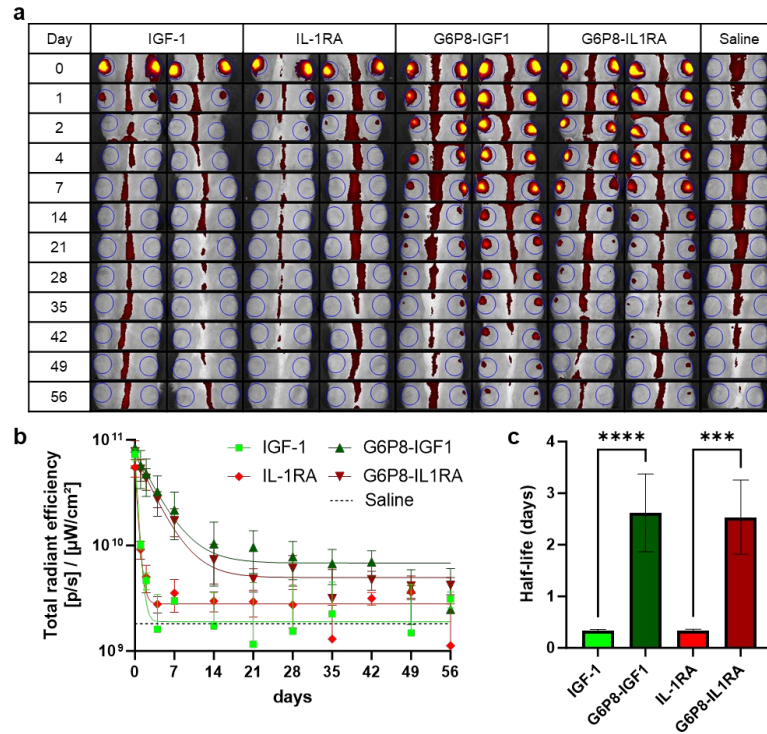 a
Day IGF-1 IL-1RA G6P8-IGF1 G6P8-IL1RA Saline
0
1
2
4
7
14
21
28
35
42
49
56
b
IGF-1 G6P8-IGF1
IL-1RA G6P8-IL1RA
Saline
Total radiant efficiency
[p/s] / [μW/cm²]
10¹¹
10¹⁰
10⁹
0 7 14 21 28 35 42 49 56
days
c
**** ***
Half-life (days)
4
3
2
1
0
IGF-1
G6P8-IGF1
IL-1RA
G6P8-IL1RA